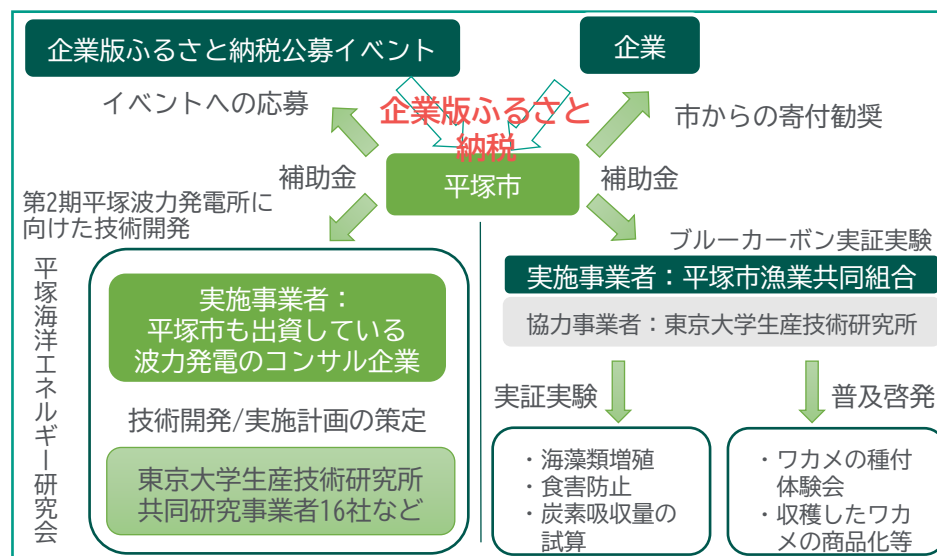 企業版ふるさと納税公募イベント
企業
イベントへの応募
企業版ふるさと
納税
市からの寄付勧奨
補助金
平塚市
補助金
第2期平塚波力発電所に
向けた技術開発
平塚海洋エネルギー研究会
実施事業者：
平塚市も出資している
波力発電のコンサル企業
技術開発/実施計画の策定
東京大学生産技術研究所
共同研究事業者16社など
ブルーカーボン実証実験
実施事業者：平塚市漁業共同組合
協力事業者：東京大学生産技術研究所
実証実験
普及啓発
・海藻類増殖
・食害防止
・炭素吸収量の
試算
・ワカメの種付
体験会
・収穫したワカ
メの商品化等